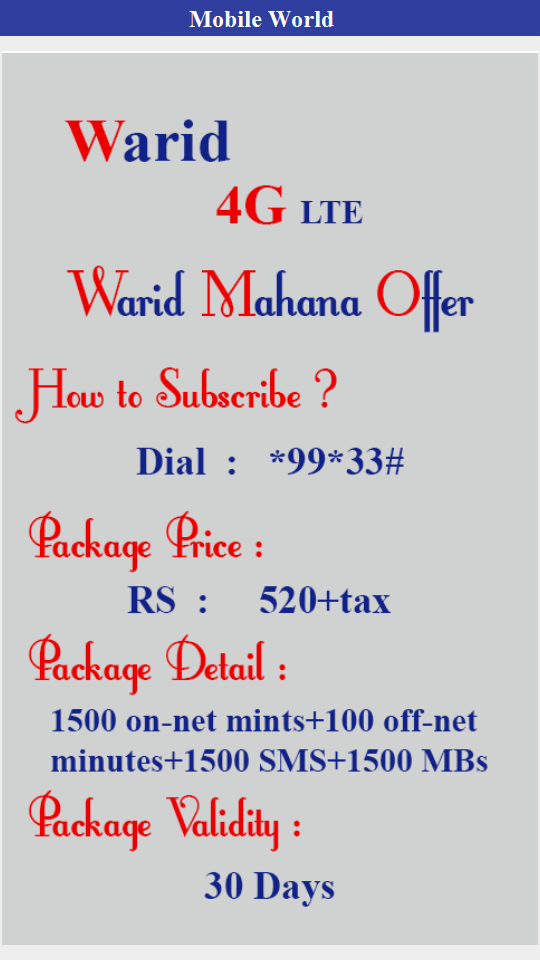 Mobile World
Warid
4G LTE
Warid Mahana Offer
How to Subscribe ?
Dial : *99*33#
Package Price :
RS : 520+tax
Package Detail :
1500 on-net mints+100 off-net
minutes+1500 SMS+1500 MBs
Package Validity :
30 Days